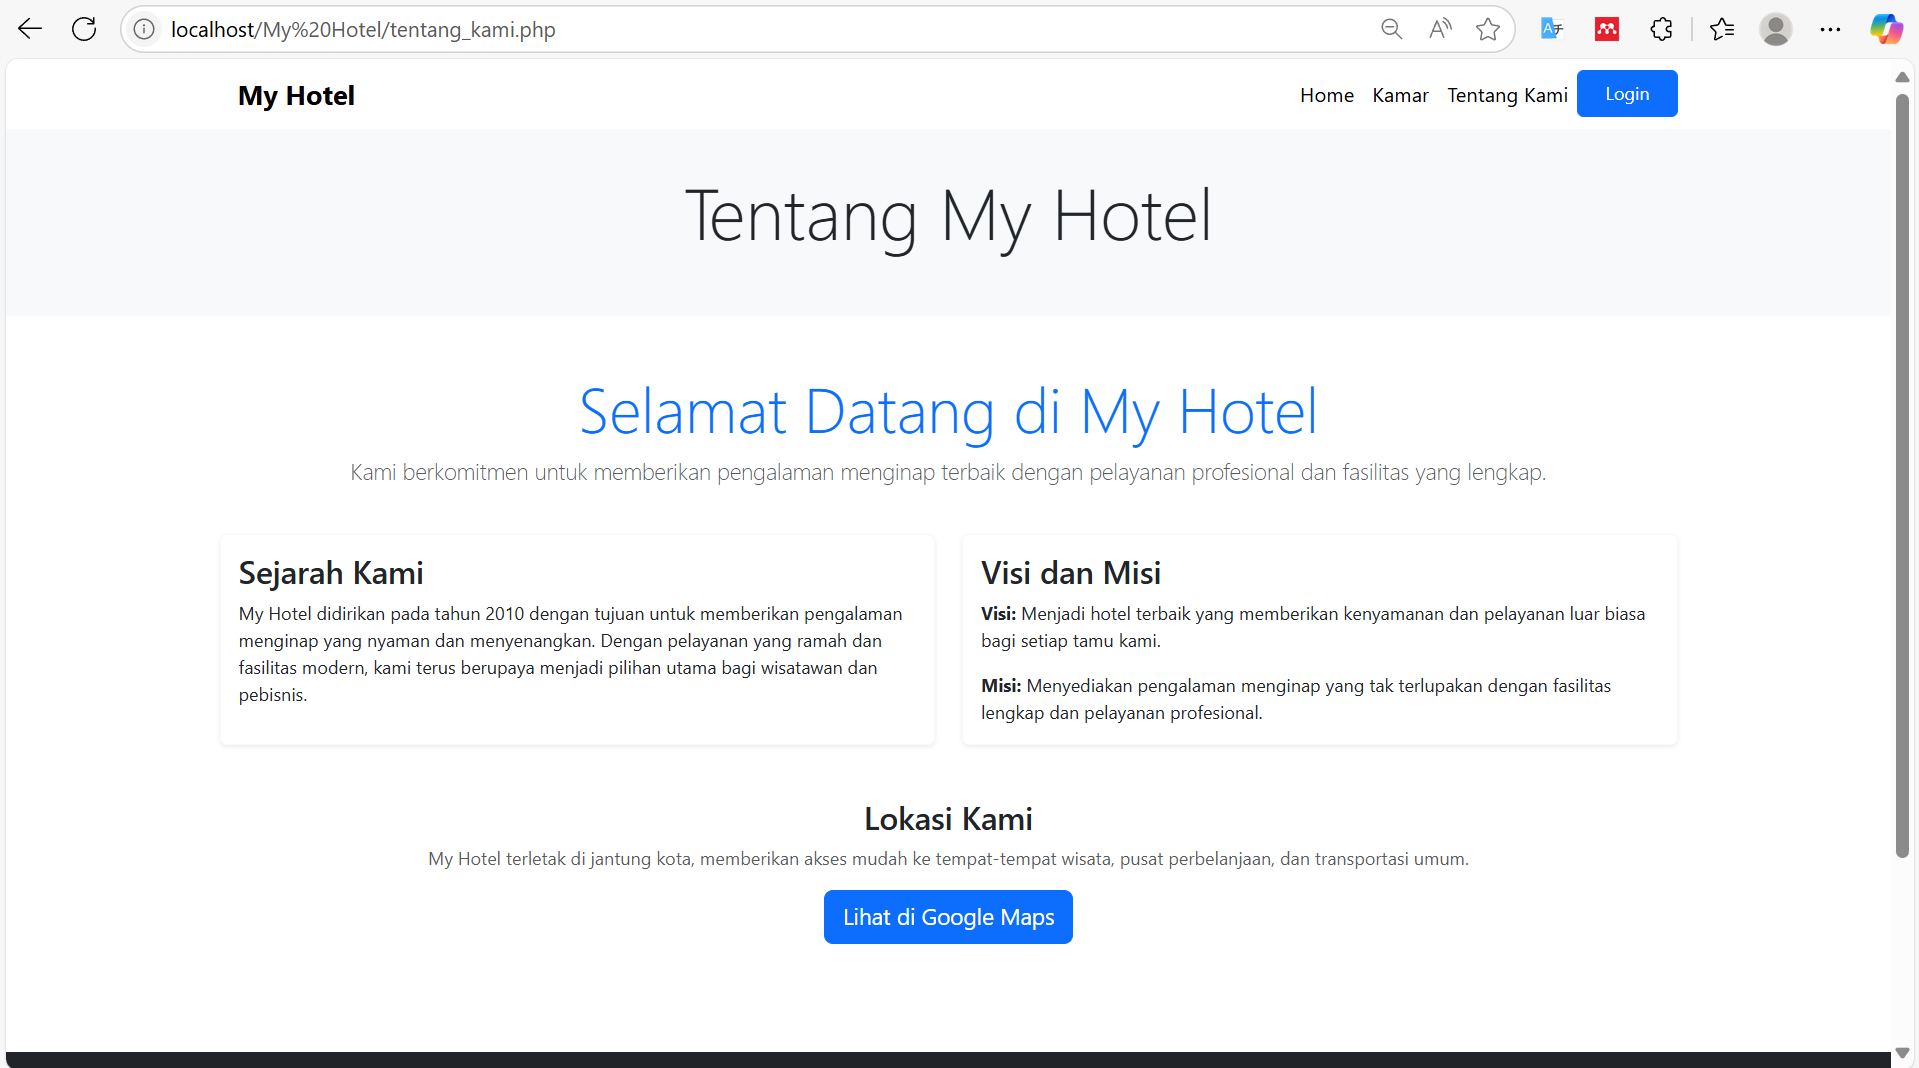 localhost/My%20Hotel/tentang_kami.php
My Hotel
Home Kamar Tentang Kami Login
Tentang My Hotel
Selamat Datang di My Hotel
Kami berkomitmen untuk memberikan pengalaman menginap terbaik dengan pelayanan profesional dan fasilitas yang lengkap.
Sejarah Kami
My Hotel didirikan pada tahun 2010 dengan tujuan untuk memberikan pengalaman
menginap yang nyaman dan menyenangkan. Dengan pelayanan yang ramah dan
fasilitas modern, kami terus berupaya menjadi pilihan utama bagi wisatawan dan
pebisnis.
Visi dan Misi
Visi: Menjadi hotel terbaik yang memberikan kenyamanan dan pelayanan luar biasa
bagi setiap tamu kami.
Misi: Menyediakan pengalaman menginap yang tak terlupakan dengan fasilitas
lengkap dan pelayanan profesional.
Lokasi Kami
My Hotel terletak di jantung kota, memberikan akses mudah ke tempat-tempat wisata, pusat perbelanjaan, dan transportasi umum.
Lihat di Google Maps